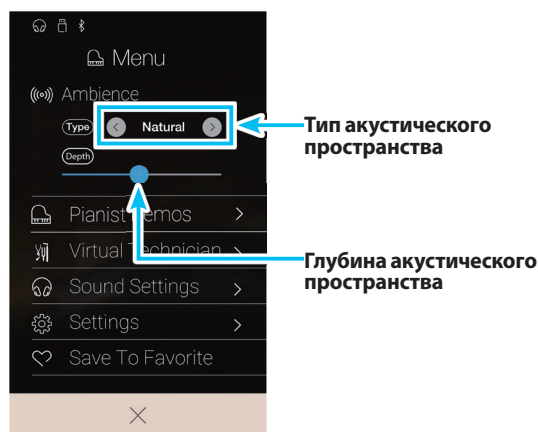 Menu
Ambience
Type
Natural
Тип акустического
пространства
Depth
Pianist Demos
Virtual Technician
Глубина акустического
пространства
Sound Settings
Settings
Save To Favorite